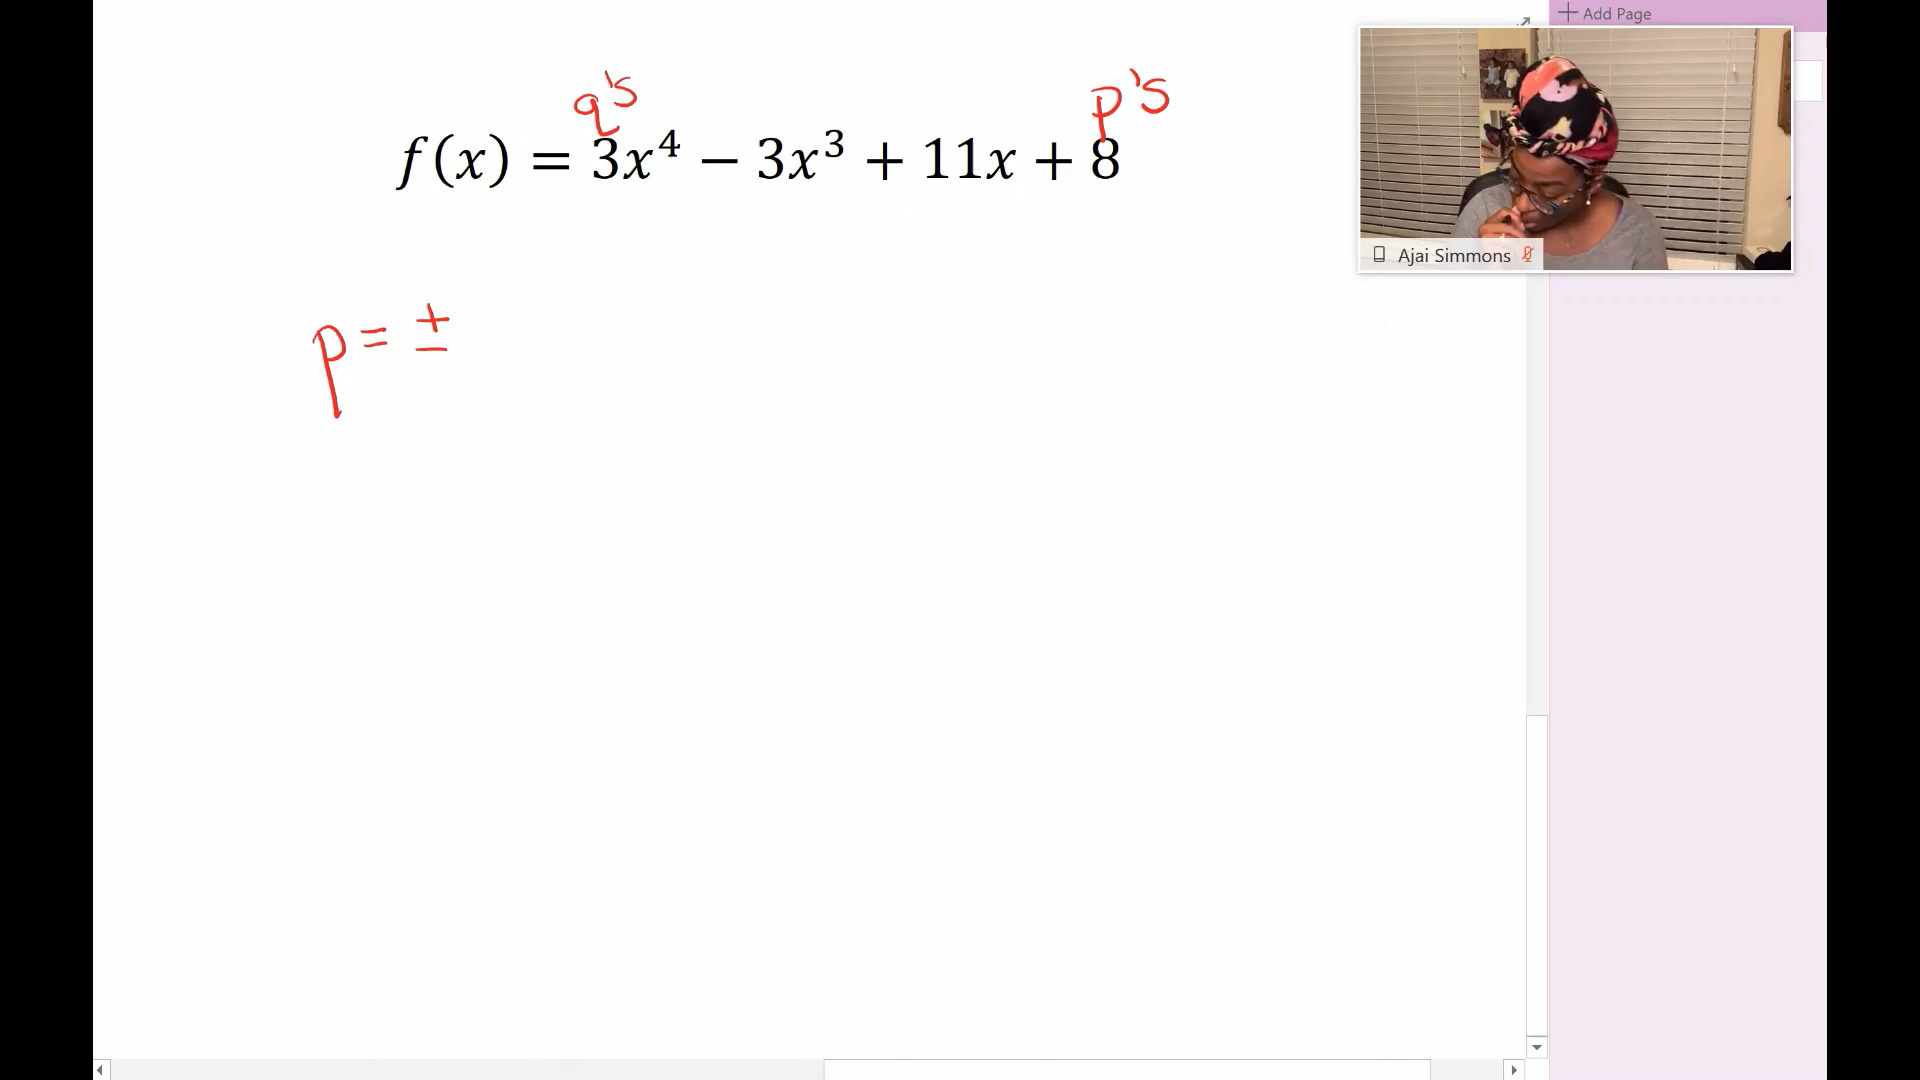 Add Page
q's
p's
f(x) = 3x⁴ − 3x³ + 11x + 8
Ajai Simmons
p = ±